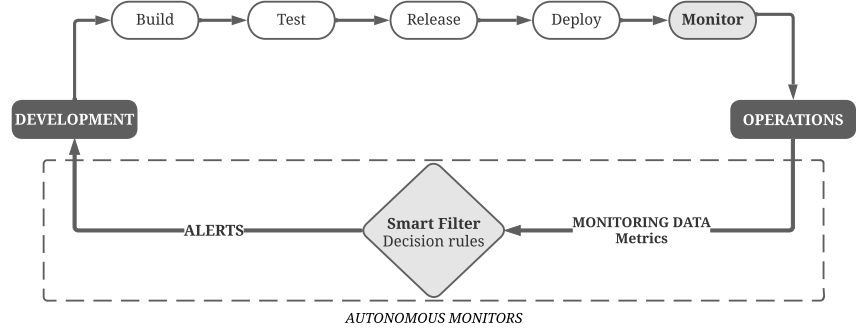 Build
Test
Release
Deploy
Monitor
DEVELOPMENT
OPERATIONS
Smart Filter
Decision rules
ALERTS
MONITORING DATA
Metrics
AUTONOMOUS MONITORS